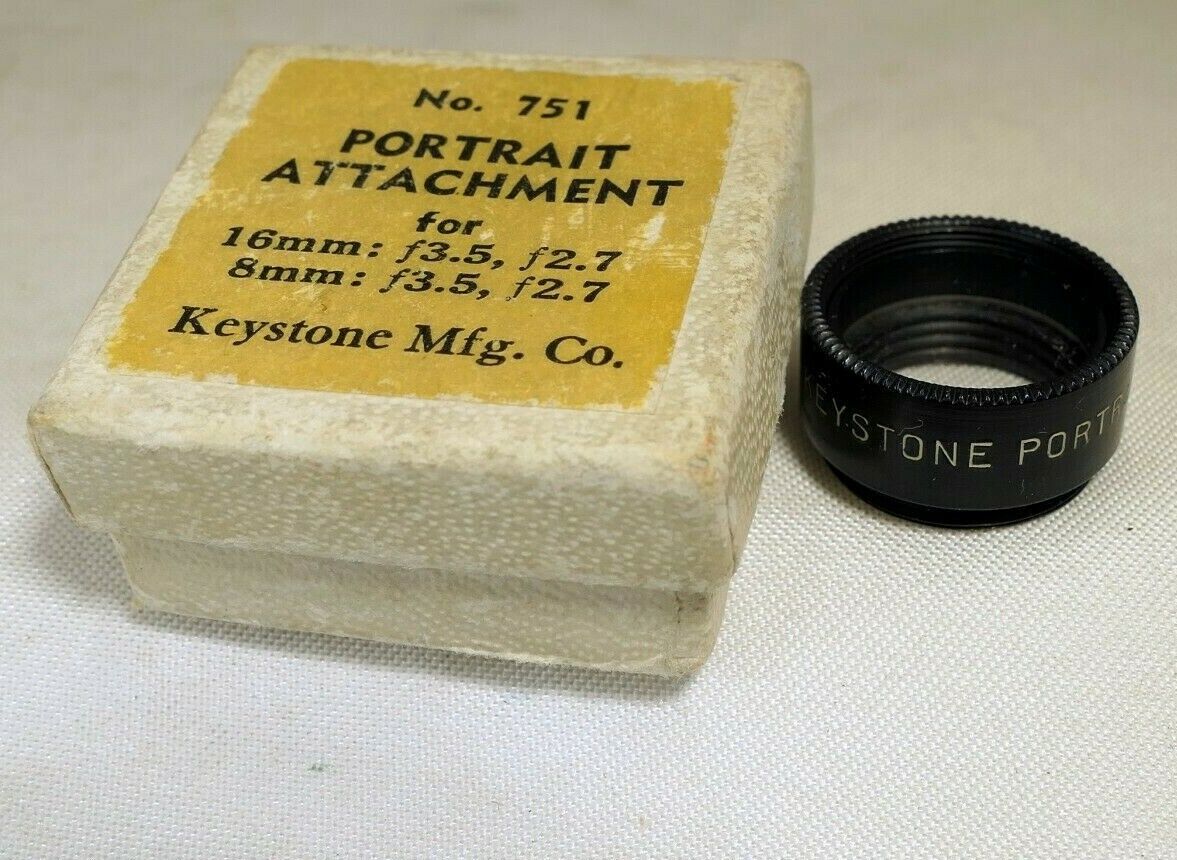 No. 751
PORTRAIT
ATTACHMENT
for
16mm: f3.5, f2.7
8mm: f3.5, f2.7
Keystone Mfg. Co.
KEYSTONE PORTR